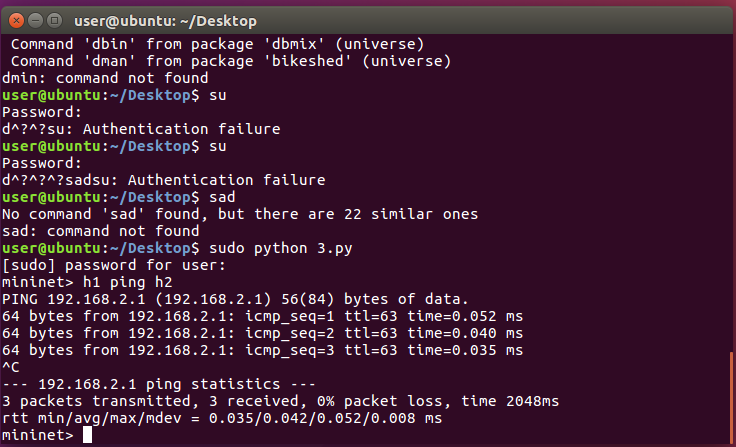 user@ubuntu: ~/Desktop
Command 'dbin' from package 'dbmix' (universe)
Command 'dman' from package 'bikeshed' (universe)
dmin: command not found
user@ubuntu:~/Desktop$ su
Password:
d^?^?su: Authentication failure
user@ubuntu:~/Desktop$ su
Password:
d^?^?^?sadsu: Authentication failure
user@ubuntu:~/Desktop$ sad
No command 'sad' found, but there are 22 similar ones
sad: command not found
user@ubuntu:~/Desktop$ sudo python 3.py
[sudo] password for user:
mininet> h1 ping h2
PING 192.168.2.1 (192.168.2.1) 56(84) bytes of data.
64 bytes from 192.168.2.1: icmp_seq=1 ttl=63 time=0.052 ms
64 bytes from 192.168.2.1: icmp_seq=2 ttl=63 time=0.040 ms
64 bytes from 192.168.2.1: icmp_seq=3 ttl=63 time=0.035 ms
^C
--- 192.168.2.1 ping statistics ---
3 packets transmitted, 3 received, 0% packet loss, time 2048ms
rtt min/avg/max/mdev = 0.035/0.042/0.052/0.008 ms
mininet>